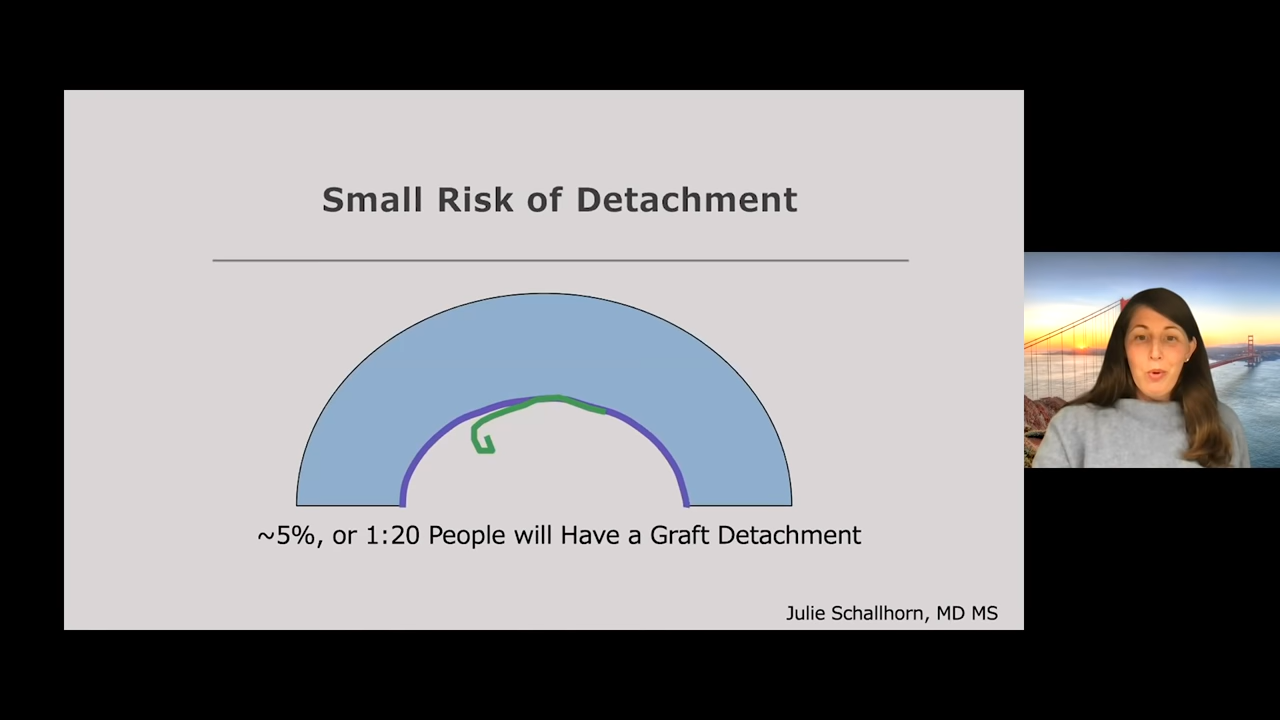 Small Risk of Detachment
~5%, or 1:20 People will Have a Graft Detachment
Julie Schallhorn, MD MS